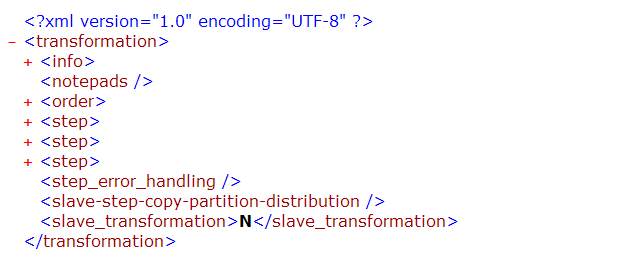 <?xml version="1.0" encoding="UTF-8" ?>
– <transformation>
+ <info>
<notepads />
+ <order>
+ <step>
+ <step>
+ <step>
<step_error_handling />
<slave-step-copy-partition-distribution />
<slave_transformation>N</slave_transformation>
</transformation>